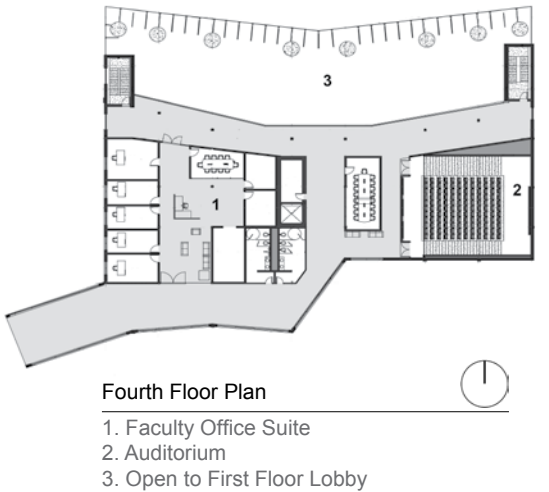 3
2
1
Fourth Floor Plan
1. Faculty Office Suite
2. Auditorium
3. Open to First Floor Lobby